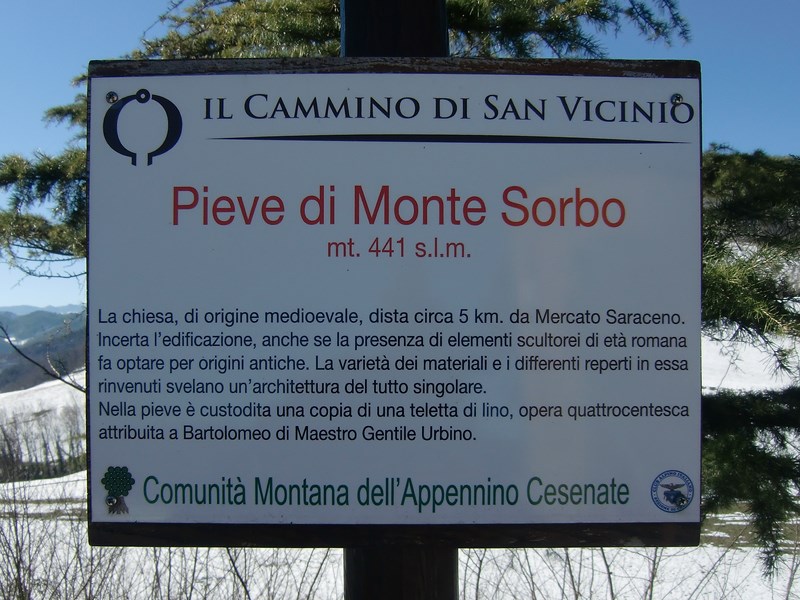 IL CAMMINO DI SAN VICINIO
Pieve di Monte Sorbo
mt. 441 s.l.m.
La chiesa, di origine medioevale, dista circa 5 km. da Mercato Saraceno.
Incerta l'edificazione, anche se la presenza di elementi scultorei di età romana
fa optare per origini antiche. La varietà dei materiali e i differenti reperti in essa
rinvenuti svelano un'architettura del tutto singolare.
Nella pieve è custodita una copia di una teletta di lino, opera quattrocentesca
attribuita a Bartolomeo di Maestro Gentile Urbino.
Comunità Montana dell'Appennino Cesenate